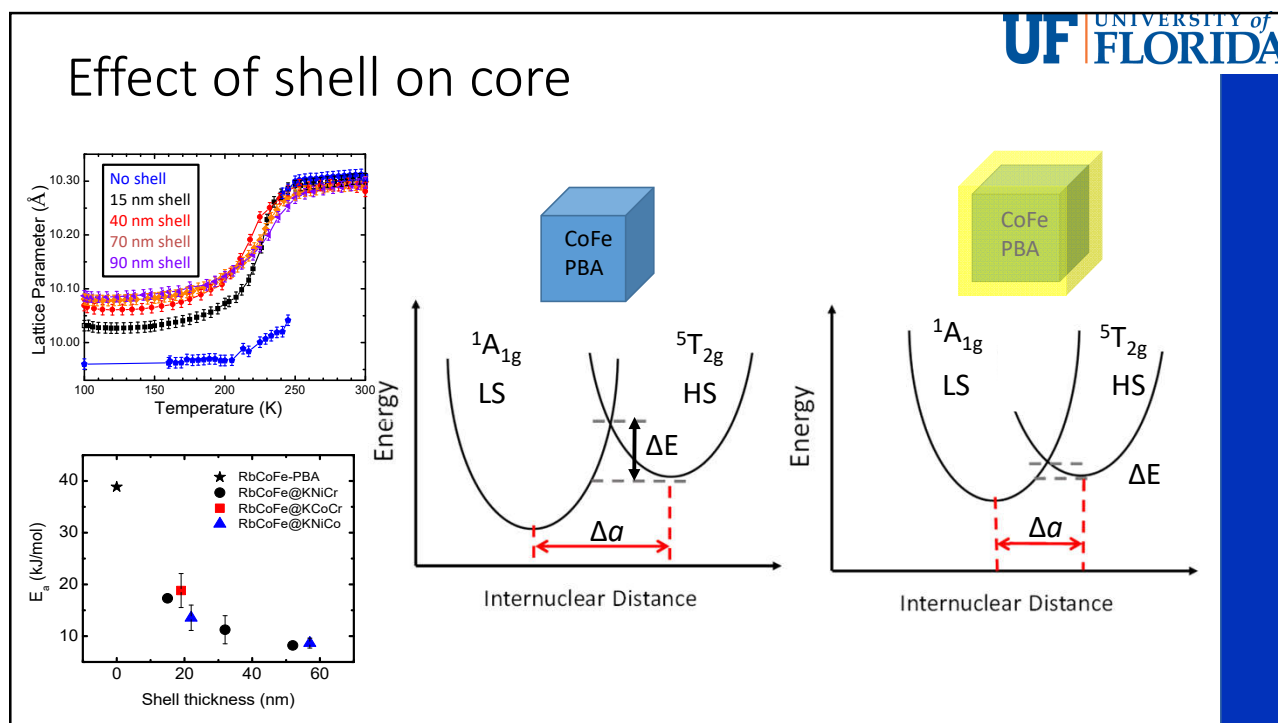 UF UNIVERSITY of
FLORIDA
Effect of shell on core
No shell
15 nm shell
40 nm shell
70 nm shell
90 nm shell
10.30
10.20
10.10
10.00
Lattice Parameter (Å)
100 150 200 250 300
Temperature (K)
RbCoFe-PBA
RbCoFe@KNiCr
RbCoFe@KCoCr
RbCoFe@KNiCo
40
30
20
10
Ea (kJ/mol)
0 20 40 60
Shell thickness (nm)
CoFe
PBA
¹A1g
LS
⁵T2g
HS
ΔE
Δa
Energy
Internuclear Distance
CoFe
PBA
¹A1g
LS
⁵T2g
HS
ΔE
Δa
Energy
Internuclear Distance